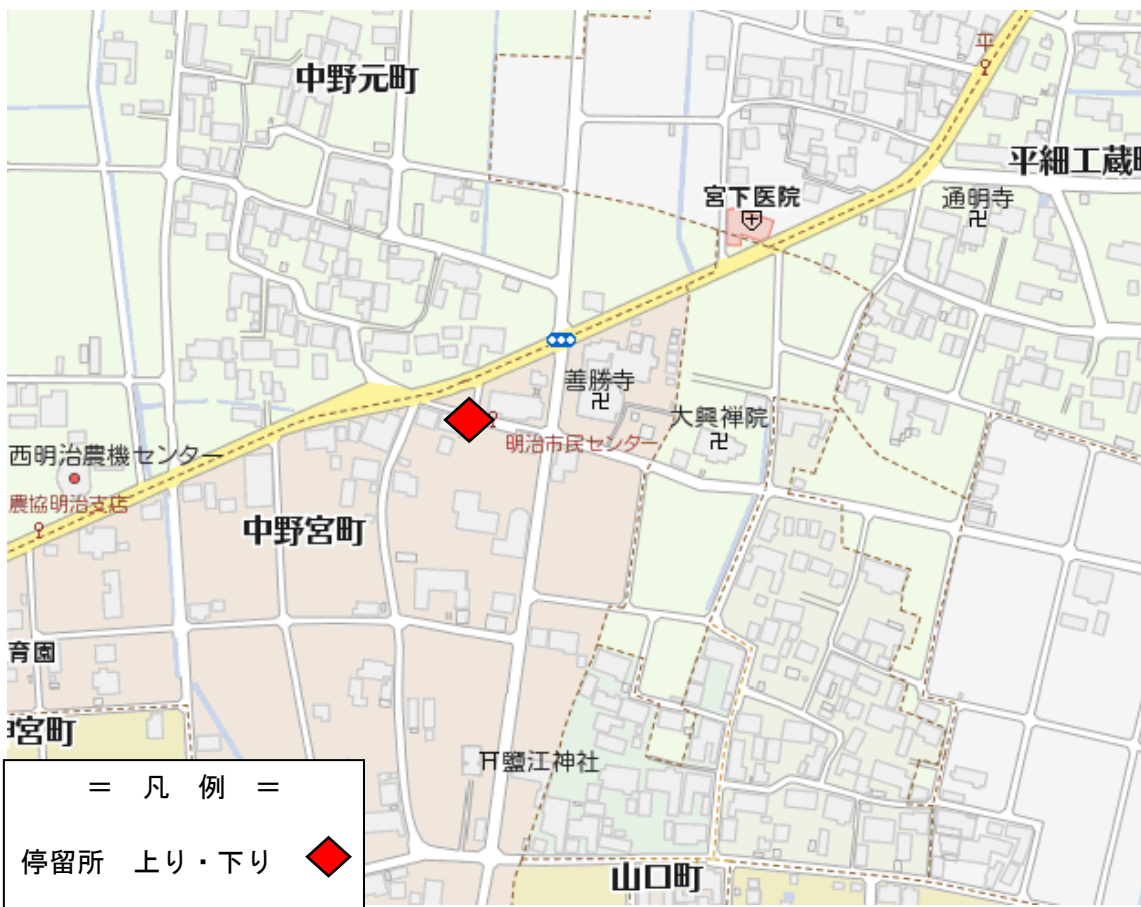 平
中野元町
平細工蔵町
宮下医院
通明寺
善勝寺
大興禅院
明治市民センター
西明治農機センター
農協明治支店
中野宮町
育園
宮町
鹽江神社
山口町
＝ 凡 例 ＝
停留所 上り・下り